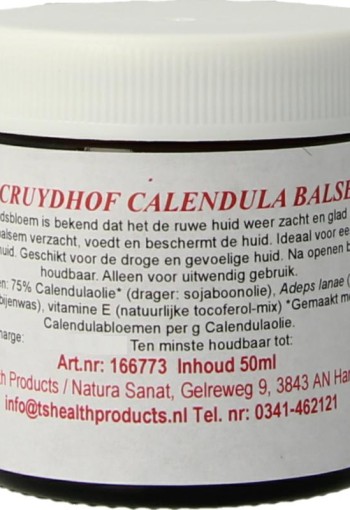 CRUYDHOF CALENDULA BALSE
dsbloem is bekend dat het de ruwe huid weer zacht en glad
balsem verzacht, voedt en beschermt de huid. Ideaal voor ee
huid. Geschikt voor de droge en gevoelige huid. Na openen b
houdbaar. Alleen voor uitwendig gebruik.
en: 75% Calendulaolie* (drager: sojaboonolie), Adeps lanae (
bijenwas), vitamine E (natuurlijke tocoferol-mix) *Gemaakt me
Calendulabloemen per g Calendulaolie.
harge: Ten minste houdbaar tot:
Art.nr: 166773 Inhoud 50ml
th Products / Natura Sanat, Gelreweg 9, 3843 AN Har
info@tshealthproducts.nl Tel. nr: 0341-462121